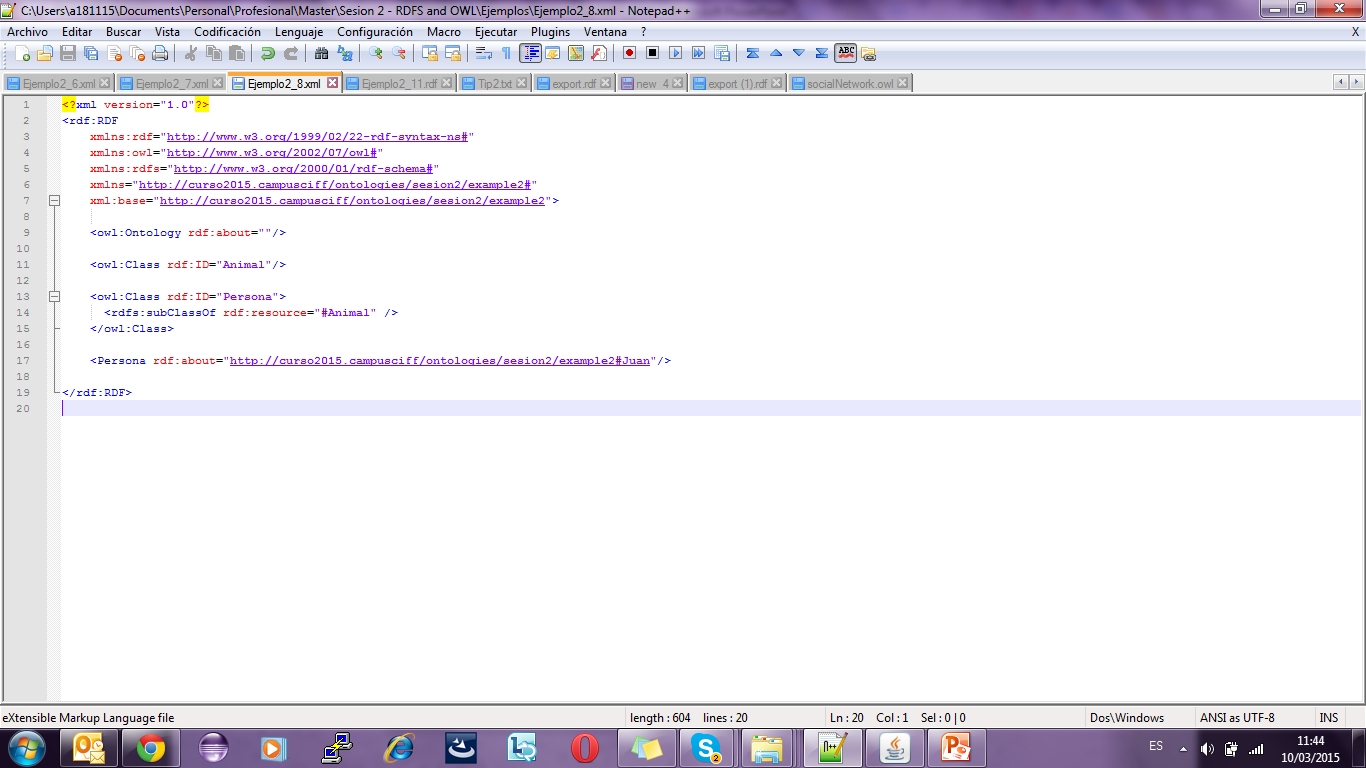 C:\Users\a181115\Documents\Personal\Profesional\Master\Sesion 2 - RDFS and OWL\Ejemplos\Ejemplo2_8.xml - Notepad++
Archivo Editar Buscar Vista Codificación Lenguaje Configuración Macro Ejecutar Plugins Ventana ? X
ABC
Ejemplo2_6.xml Ejemplo2_7.xml Ejemplo2_8.xml Ejemplo2_11.rdf Tip2.txt export.rdf new 4 export (1).rdf socialNetwork.owl
1 <?xml version="1.0"?>
2 <rdf:RDF
3 xmlns:rdf="http://www.w3.org/1999/02/22-rdf-syntax-ns#"
4 xmlns:owl="http://www.w3.org/2002/07/owl#"
5 xmlns:rdfs="http://www.w3.org/2000/01/rdf-schema#"
6 xmlns="http://curso2015.campusciff/ontologies/sesion2/example2#"
7 xml:base="http://curso2015.campusciff/ontologies/sesion2/example2">
8
9 <owl:Ontology rdf:about=""/>
10
11 <owl:Class rdf:ID="Animal"/>
12
13 <owl:Class rdf:ID="Persona">
14 <rdfs:subClassOf rdf:resource="#Animal" />
15 </owl:Class>
16
17 <Persona rdf:about="http://curso2015.campusciff/ontologies/sesion2/example2#Juan"/>
18
19 </rdf:RDF>
20
eXtensible Markup Language file length : 604 lines : 20 Ln : 20 Col : 1 Sel : 0 | 0 Dos\Windows ANSI as UTF-8 INS
ES 11:44
10/03/2015